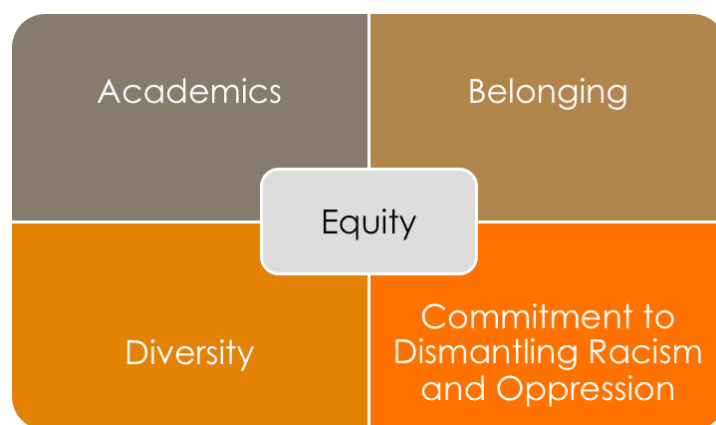 Academics
Belonging
Equity
Diversity
Commitment to
Dismantling Racism
and Oppression